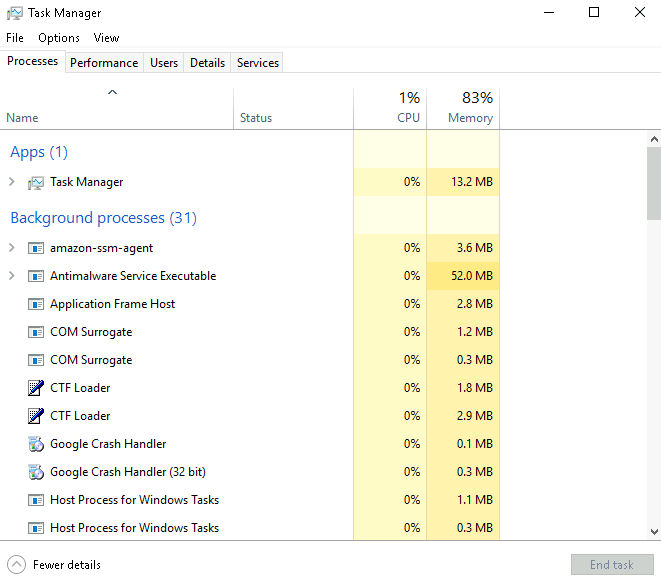 Task Manager
File Options View
Processes Performance Users Details Services
1% 83%
Name Status CPU Memory
Apps (1)
Task Manager 0% 13.2 MB
Background processes (31)
amazon-ssm-agent 0% 3.6 MB
Antimalware Service Executable 0% 52.0 MB
Application Frame Host 0% 2.8 MB
COM Surrogate 0% 1.2 MB
COM Surrogate 0% 0.3 MB
CTF Loader 0% 1.8 MB
CTF Loader 0% 2.9 MB
Google Crash Handler 0% 0.1 MB
Google Crash Handler (32 bit) 0% 0.3 MB
Host Process for Windows Tasks 0% 1.1 MB
Host Process for Windows Tasks 0% 0.3 MB
Fewer details End task